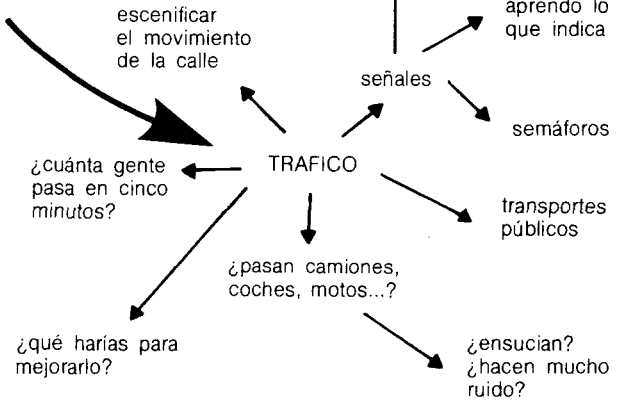 escenificar
el movimiento
de la calle
aprendo lo
que indica
señales
semáforos
¿cuánta gente
pasa en cinco
minutos?
TRAFICO
transportes
públicos
¿pasan camiones,
coches, motos...?
¿qué harías para
mejorarlo?
¿ensucian?
¿hacen mucho
ruido?